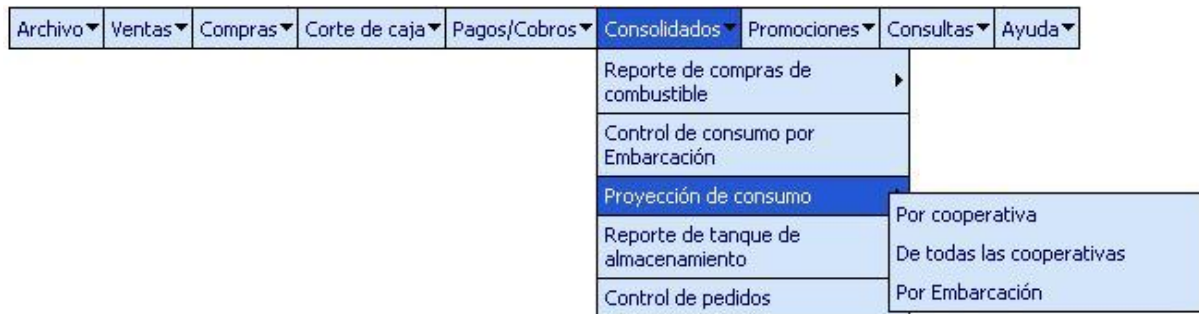 Archivo Ventas Compras Corte de caja Pagos/Cobros Consolidados Promociones Consultas Ayuda
Reporte de compras de
combustible
Control de consumo por
Embarcación
Proyección de consumo
Por cooperativa
De todas las cooperativas
Por Embarcación
Reporte de tanque de
almacenamiento
Control de pedidos